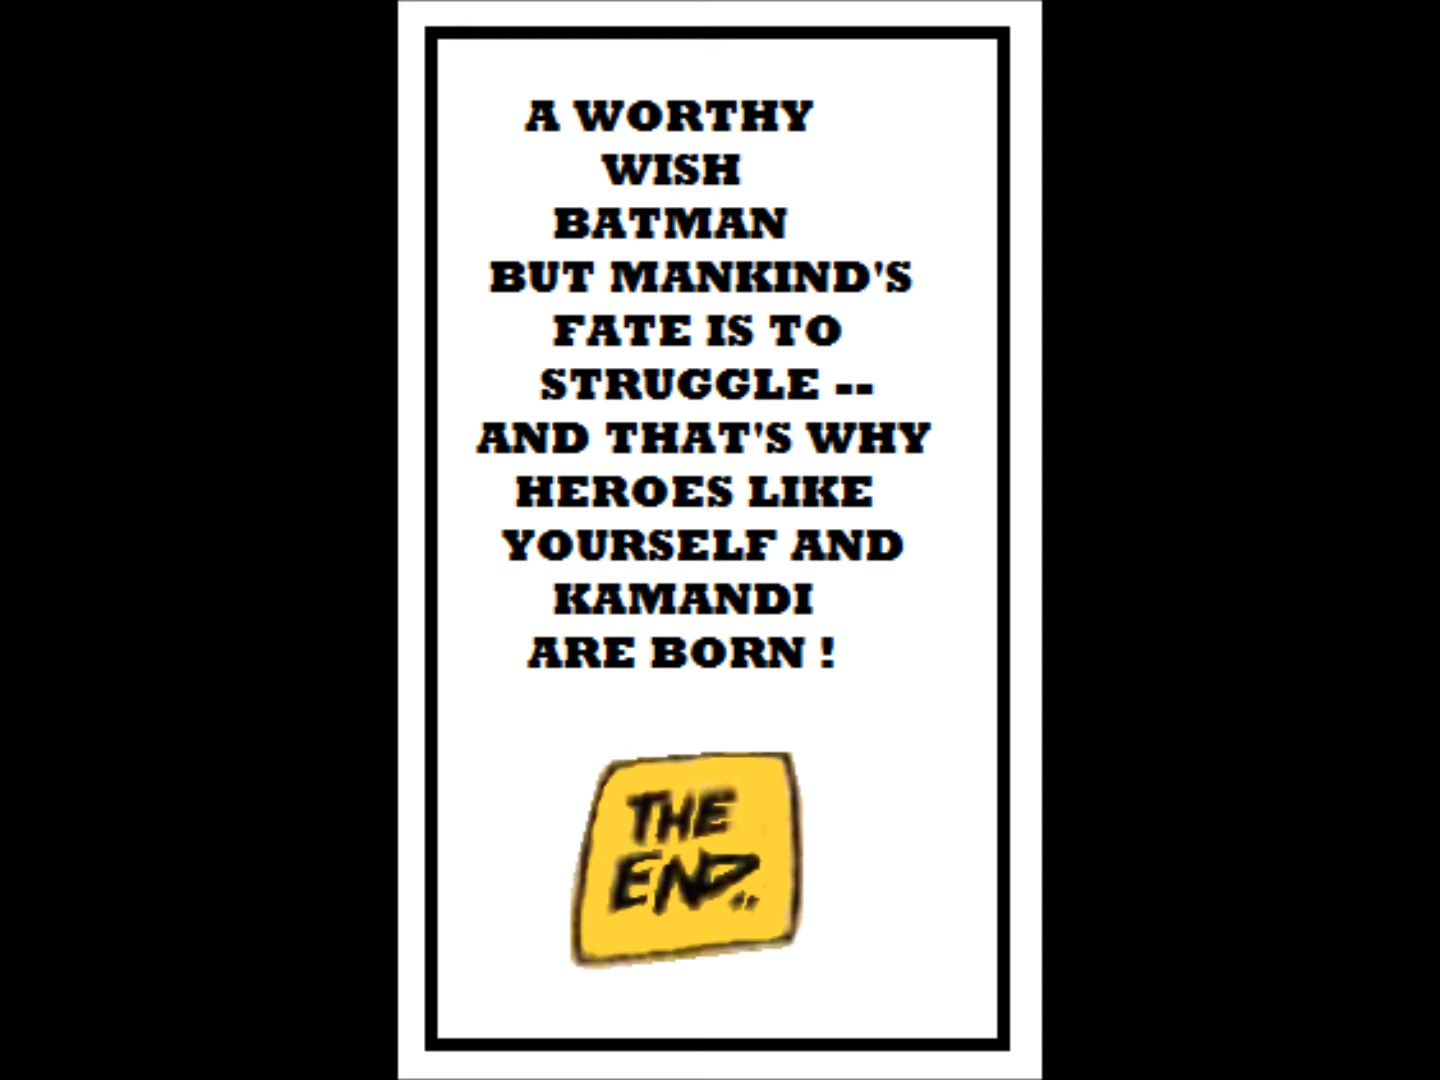 A WORTHY
WISH
BATMAN
BUT MANKIND'S
FATE IS TO
STRUGGLE --
AND THAT'S WHY
HEROES LIKE
YOURSELF AND
KAMANDI
ARE BORN !
THE
END..